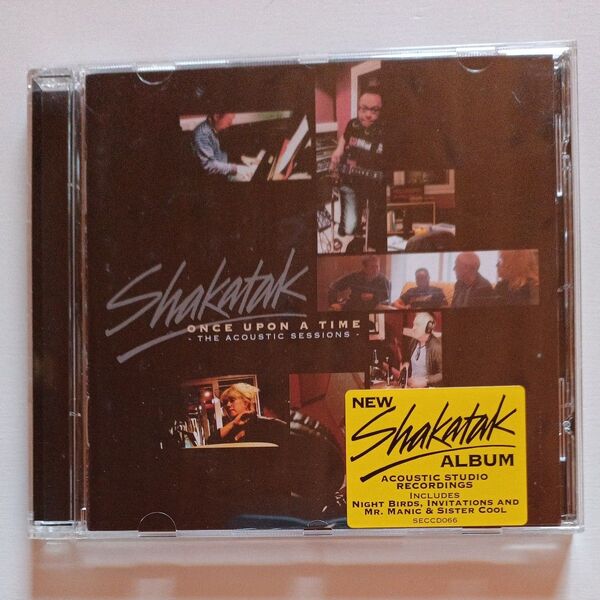 Shakatak
ONCE UPON A TIME
- THE ACOUSTIC SESSIONS -
NEW
Shakatak
ALBUM
ACOUSTIC STUDIO
RECORDINGS
INCLUDES
NIGHT BIRDS, INVITATIONS AND
MR. MANIC & SISTER COOL
SECCD066